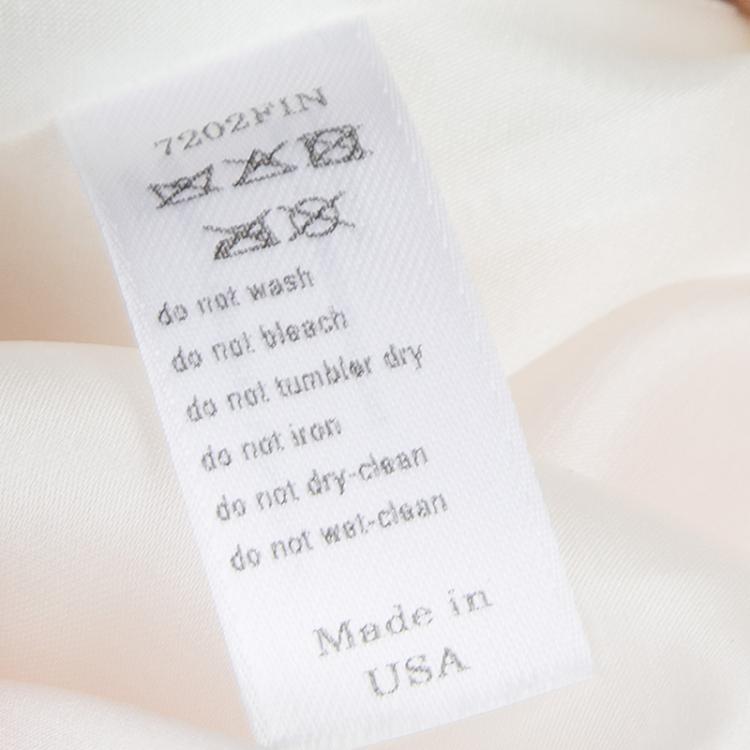 7202FIN
do not wash
do not bleach
do not tumbler dry
do not iron
do not dry-clean
do not wet-clean
Made in
USA